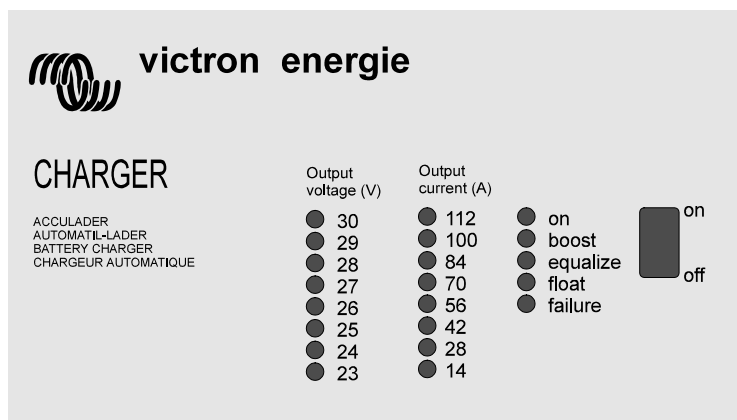 victron energie
CHARGER
ACCULADER
AUTOMATIL-LADER
BATTERY CHARGER
CHARGEUR AUTOMATIQUE
Output
voltage (V)
30
29
28
27
26
25
24
23
Output
current (A)
112
100
84
70
56
42
28
14
on
boost
equalize
float
failure
on
off